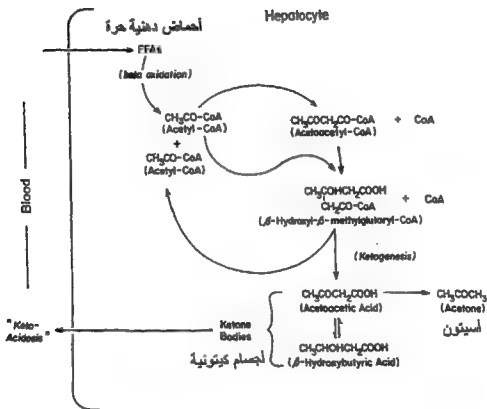 Hepatocyte
أحماض دهنية حرة
FFAs
(beta oxidation)
CH₃CO-CoA
(Acetyl-CoA)
+
CH₃CO-CoA
(Acetyl-CoA)
CH₃COCH₂CO-CoA + CoA
(Acetoacetyl-CoA)
CH₃COHCH₂COOH
CH₂CO-CoA + CoA
(β-Hydroxyl-β-methylglutaryl-CoA)
(Ketogenesis)
CH₃COCH₂COOH
(Acetoacetic Acid)
CH₃COCH₃
(Acetone)
أسيتون
Blood
"Keto-
Acidosis"
Ketone
Bodies
أجسام كيتونية
CH₃CHOHCH₂COOH
(β-Hydroxybutyric Acid)